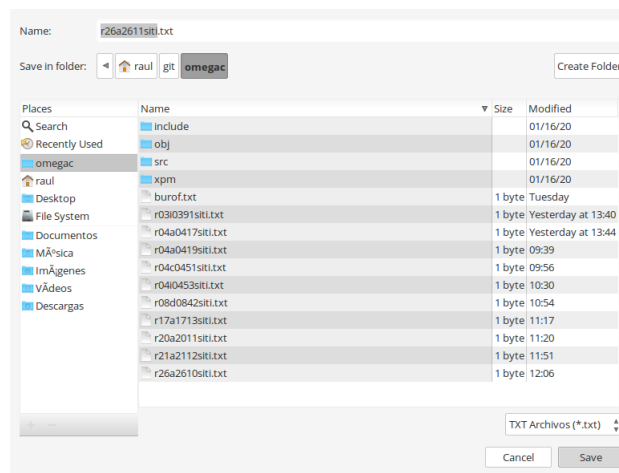 Name: r26a2611siti.txt
Save in folder: raul git omegac Create Folder
Places
Search
Recently Used
omegac
raul
Desktop
File System
Documentos
MÃºsica
ImÃ¡genes
VÃdeos
Descargas
Name Size Modified
include 01/16/20
obj 01/16/20
src 01/16/20
xpm 01/16/20
burof.txt 1 byte Tuesday
r03i0391siti.txt 1 byte Yesterday at 13:40
r04a0417siti.txt 1 byte Yesterday at 13:44
r04a0419siti.txt 1 byte 09:39
r04c0451siti.txt 1 byte 09:56
r04i0453siti.txt 1 byte 10:30
r08d0842siti.txt 1 byte 10:54
r17a1713siti.txt 1 byte 11:17
r20a2011siti.txt 1 byte 11:20
r21a2112siti.txt 1 byte 11:51
r26a2610siti.txt 1 byte 12:06
TXT Archivos (*.txt)
Cancel Save